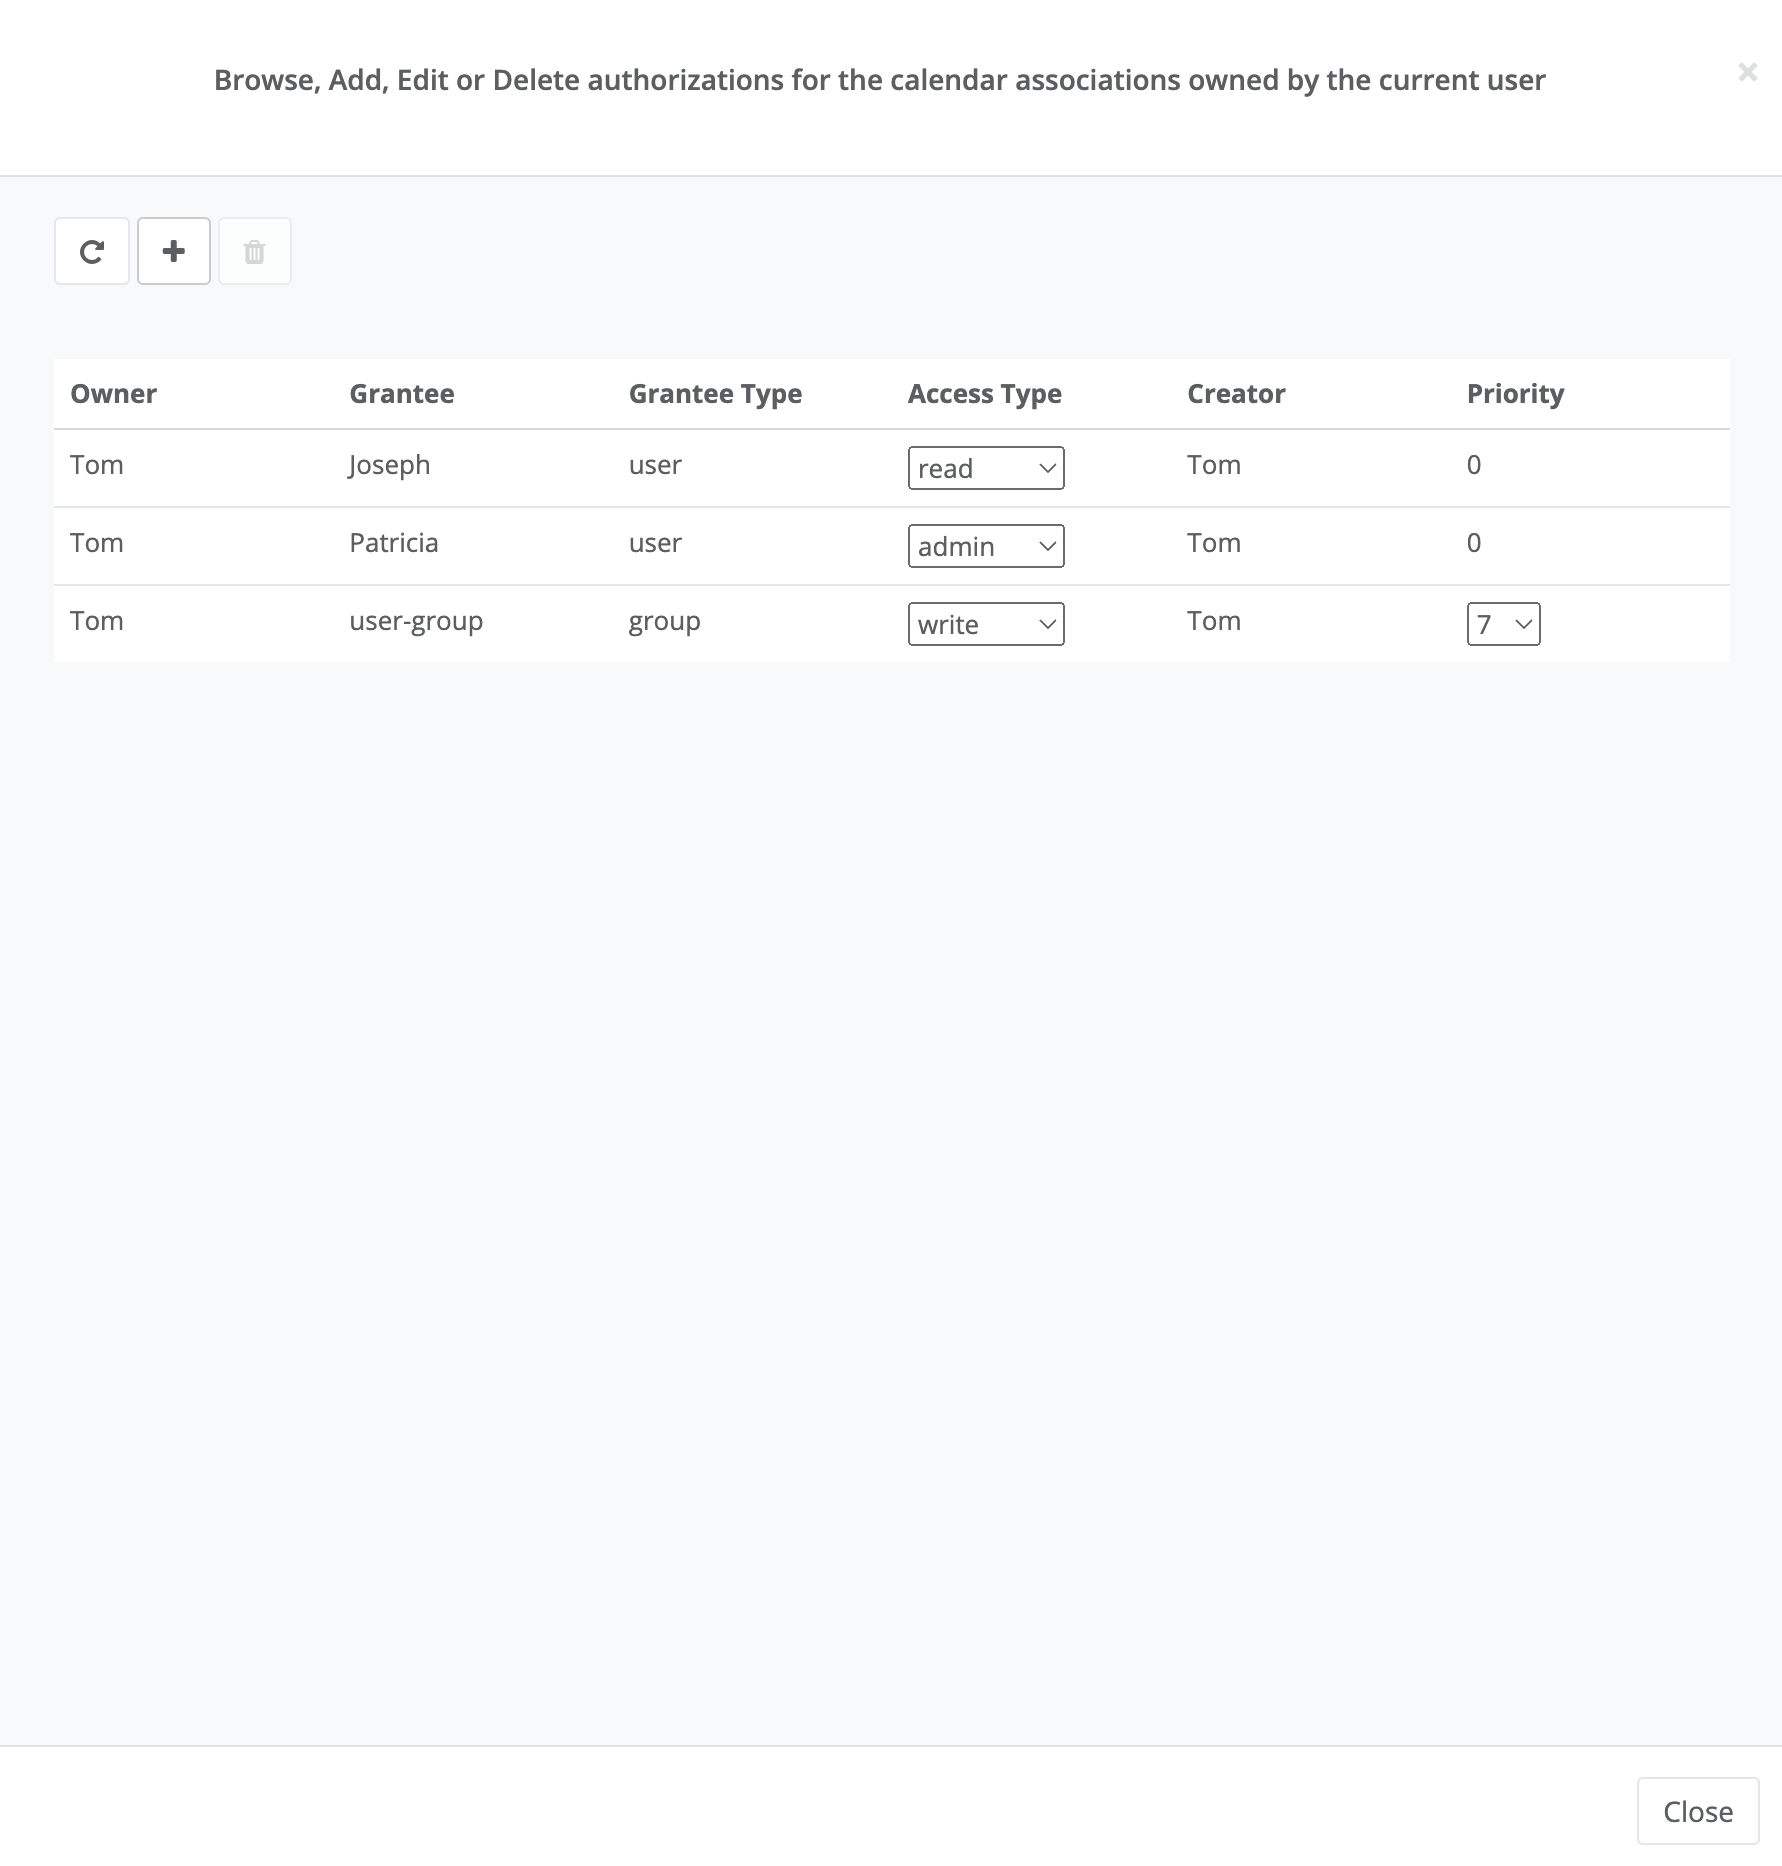 Browse, Add, Edit or Delete authorizations for the calendar associations owned by the current user
Owner Grantee Grantee Type Access Type Creator Priority
Tom Joseph user read Tom 0
Tom Patricia user admin Tom 0
Tom user-group group write Tom 7
Close